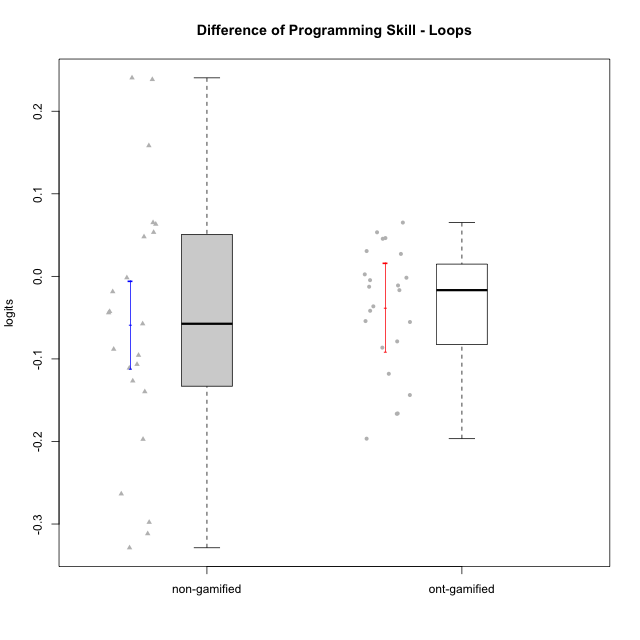 Difference of Programming Skill - Loops
logits
0.2
0.1
0.0
-0.1
-0.2
-0.3
non-gamified
ont-gamified